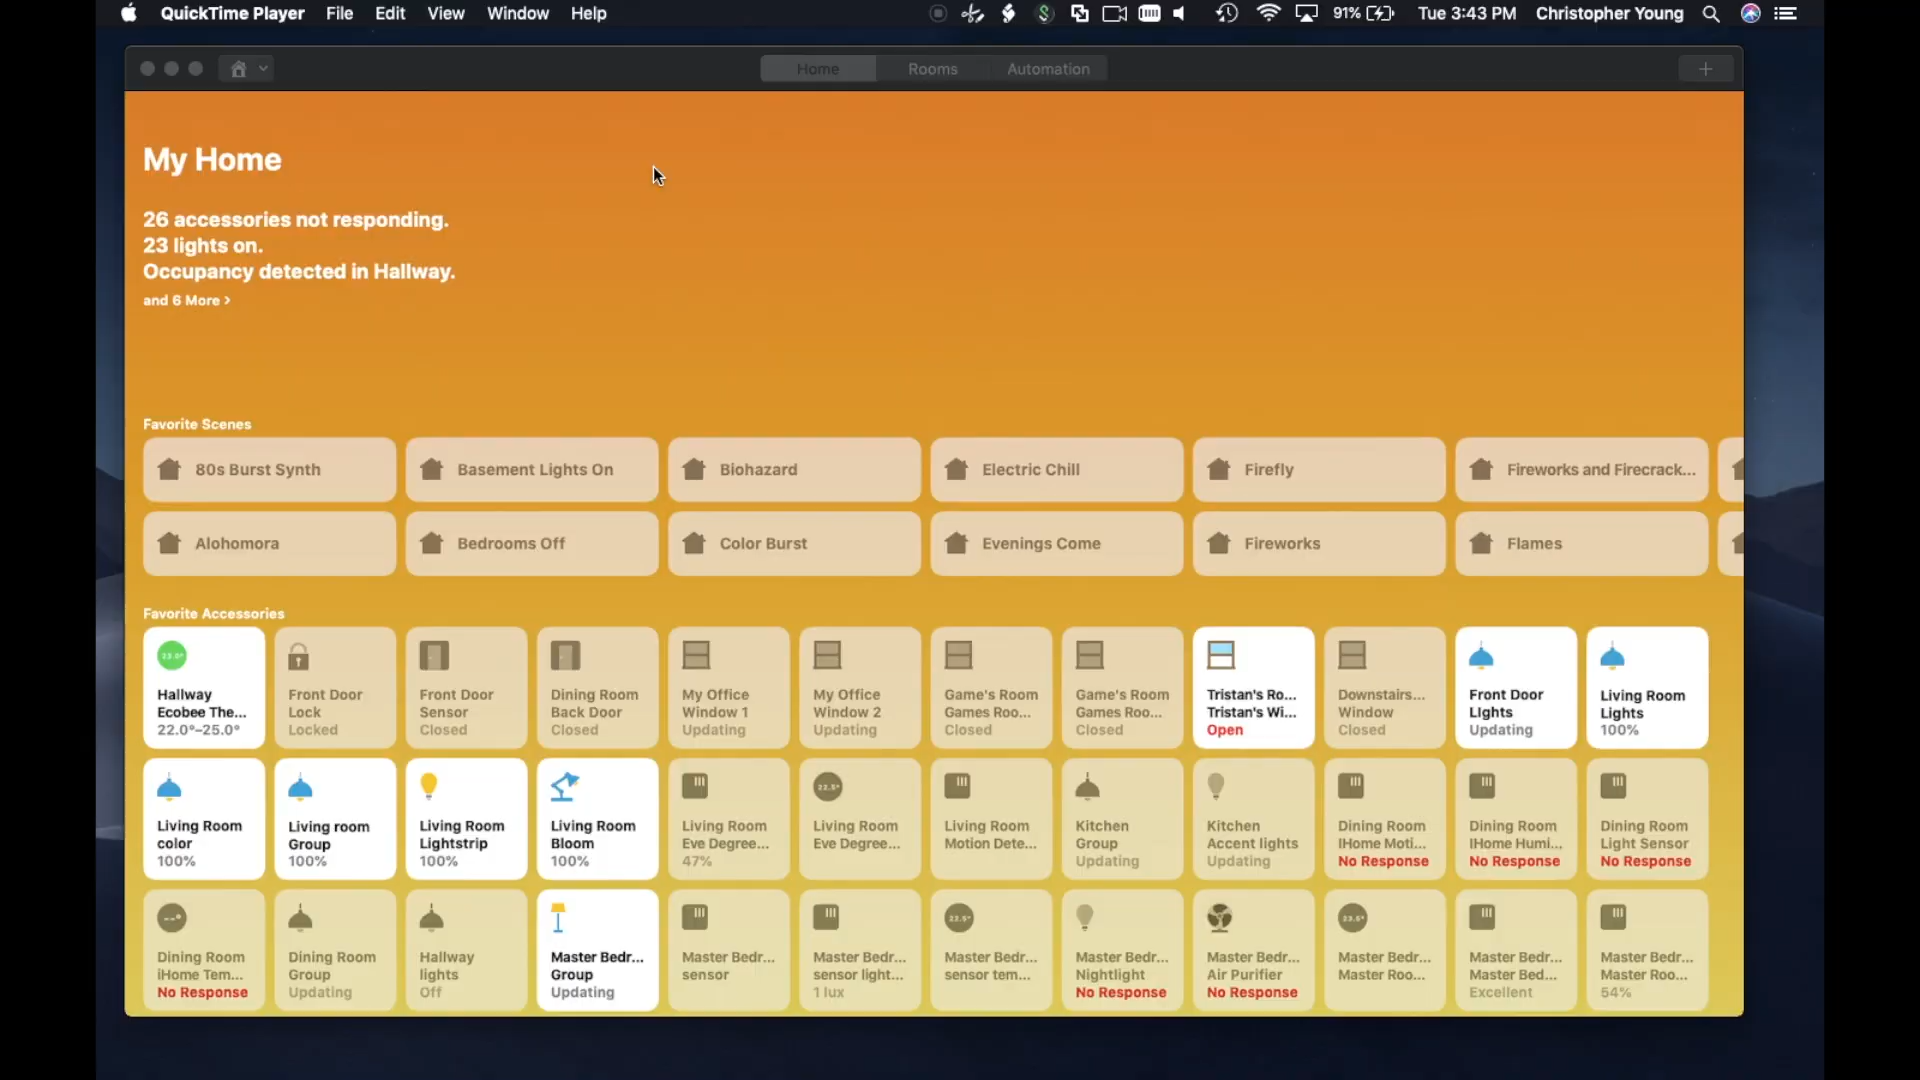 QuickTime Player File Edit View Window Help 91% Tue 3:43 PM Christopher Young
Home Rooms Automation
My Home
26 accessories not responding.
23 lights on.
Occupancy detected in Hallway.
and 6 More >
Favorite Scenes
80s Burst Synth Basement Lights On Biohazard Electric Chill Firefly Fireworks and Firecrack...
Alohomora Bedrooms Off Color Burst Evenings Come Fireworks Flames
Favorite Accessories
23.0°
Hallway Front Door Front Door Dining Room My Office My Office Game's Room Game's Room Tristan's Ro... Downstairs... Front Door Living Room
Ecobee The... Lock Sensor Back Door Window 1 Window 2 Games Roo... Games Roo... Tristan's Wi... Window Lights Lights
22.0°–25.0° Locked Closed Closed Updating Updating Closed Closed Open Closed Updating 100%
22.5°
Living Room Living room Living Room Living Room Living Room Living Room Living Room Kitchen Kitchen Dining Room Dining Room Dining Room
color Group Lightstrip Bloom Eve Degree... Eve Degree... Motion Dete... Group Accent lights IHome Moti... IHome Humi... Light Sensor
100% 100% 100% 100% 47% Updating Updating No Response No Response No Response
--° 22.5° 23.5°
Dining Room Dining Room Hallway Master Bedr... Master Bedr... Master Bedr... Master Bedr... Master Bedr... Master Bedr... Master Bedr... Master Bedr... Master Bedr...
iHome Tem... Group lights Group sensor sensor light... sensor tem... Nightlight Air Purifier Master Roo... Master Bed... Master Roo...
No Response Updating Off Updating 1 lux No Response No Response Excellent 54%